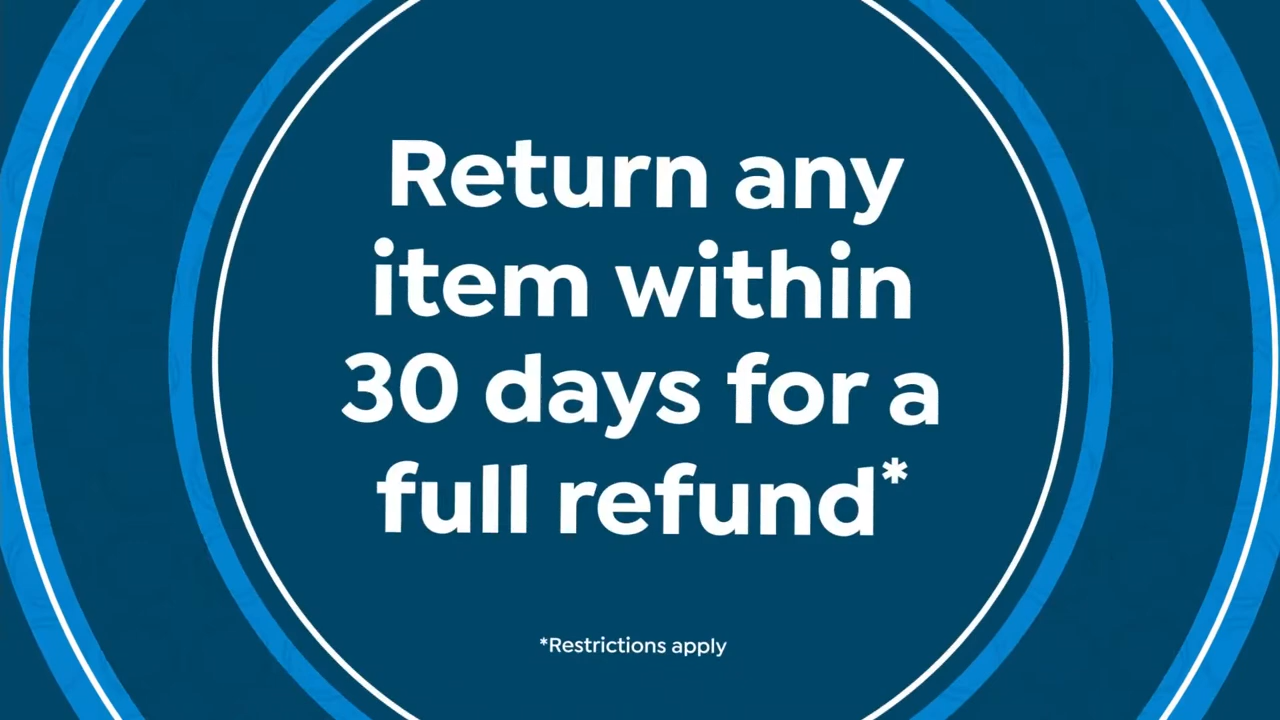 Return any
item within
30 days for a
full refund*
*Restrictions apply